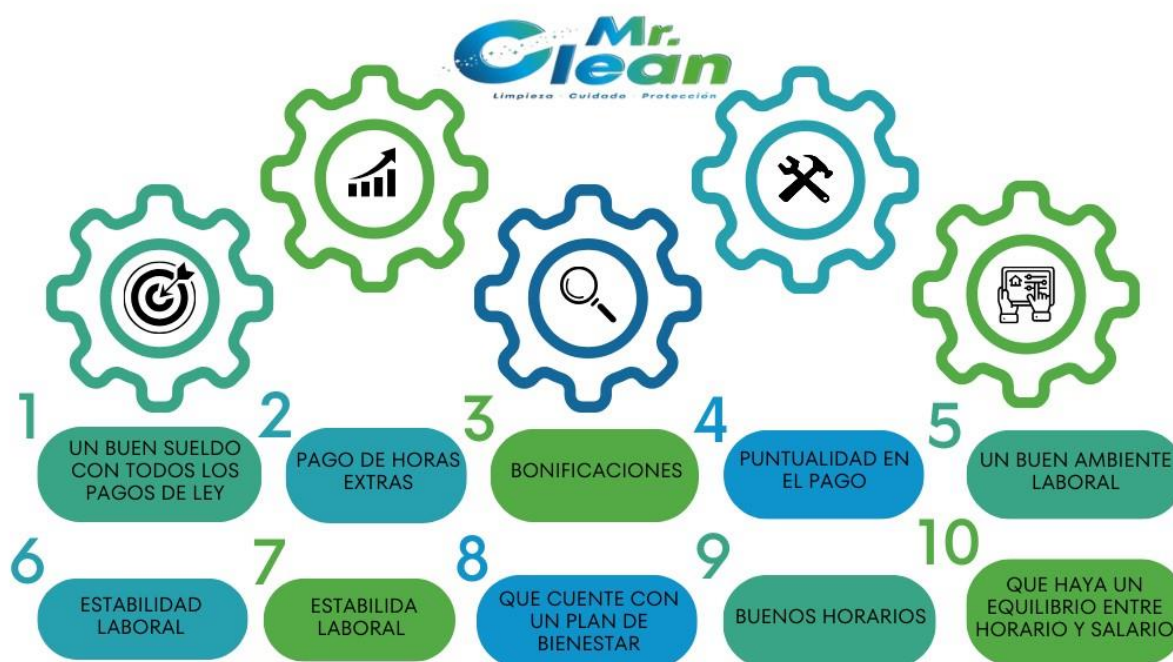 Mr.
Clean
Limpieza · Cuidado · Protección
1
UN BUEN SUELDO
CON TODOS LOS
PAGOS DE LEY
2
PAGO DE HORAS
EXTRAS
3
BONIFICACIONES
4
PUNTUALIDAD EN
EL PAGO
5
UN BUEN AMBIENTE
LABORAL
6
ESTABILIDAD
LABORAL
7
ESTABILIDA
LABORAL
8
QUE CUENTE CON
UN PLAN DE
BIENESTAR
9
BUENOS HORARIOS
10
QUE HAYA UN
EQUILIBRIO ENTRE
HORARIO Y SALARIO